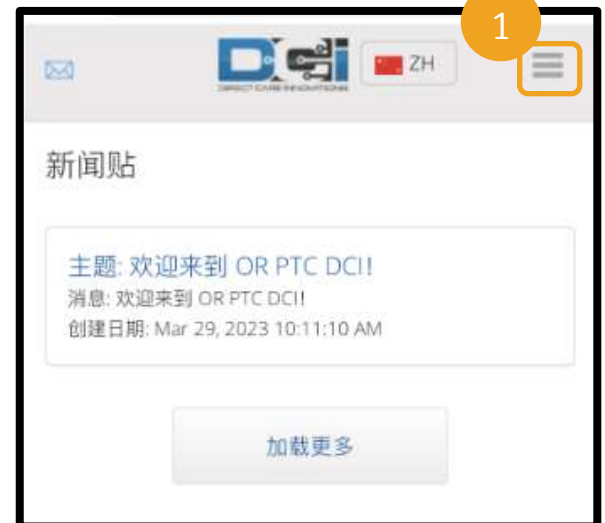 1
DCI
DIRECT CARE INNOVATIONS
ZH
新闻贴
主题: 欢迎来到 OR PTC DCI!
消息: 欢迎来到 OR PTC DCI!
创建日期: Mar 29, 2023 10:11:10 AM
加载更多